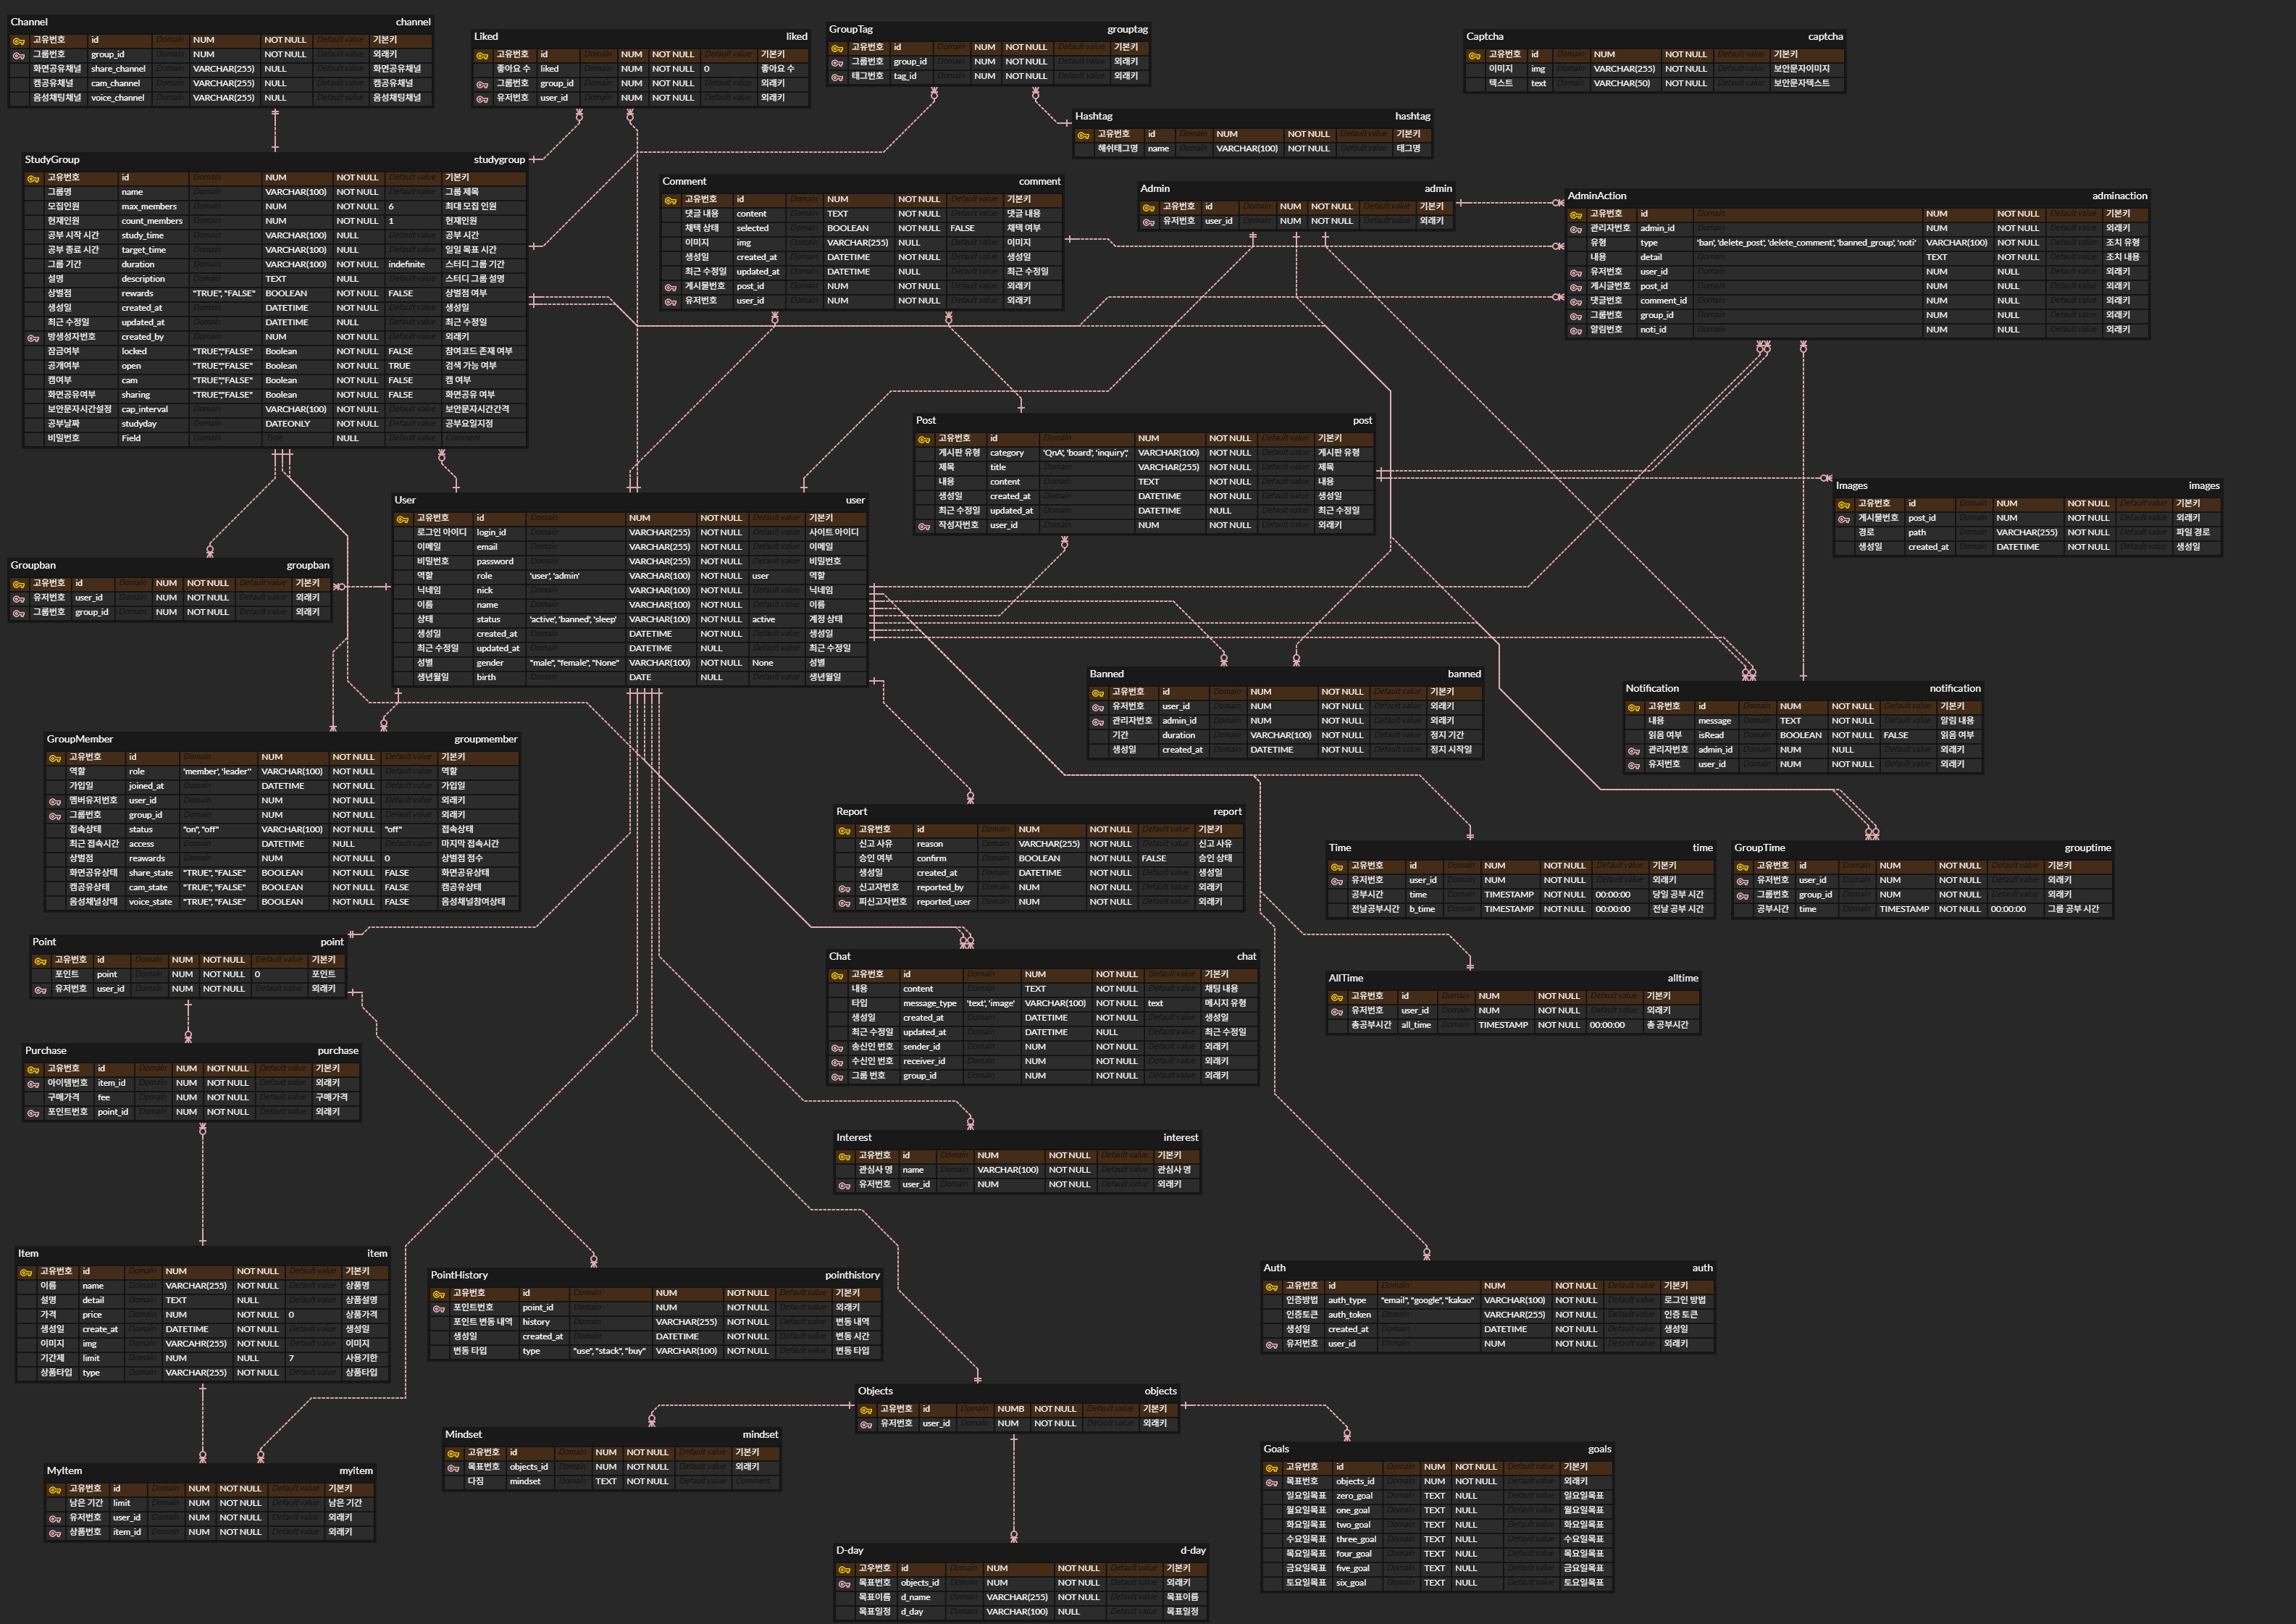 Channel channel
고유번호 id Domain NUM NOT NULL Default value 기본키
그룹번호 group_id Domain NUM NOT NULL Default value 외래키
화면공유채널 share_channel Domain VARCHAR(255) NULL Default value 화면공유채널
캠공유채널 cam_channel Domain VARCHAR(255) NULL Default value 캠공유채널
음성채팅채널 voice_channel Domain VARCHAR(255) NULL Default value 음성채팅채널
Liked liked
고유번호 id Domain NUM NOT NULL Default value 기본키
좋아요 수 liked Domain NUM NOT NULL 0 좋아요 수
그룹번호 group_id Domain NUM NOT NULL Default value 외래키
유저번호 user_id Domain NUM NOT NULL Default value 외래키
GroupTag grouptag
고유번호 id Domain NUM NOT NULL Default value 기본키
그룹번호 group_id Domain NUM NOT NULL Default value 외래키
태그번호 tag_id Domain NUM NOT NULL Default value 외래키
Captcha captcha
고유번호 id Domain NUM NOT NULL Default value 기본키
이미지 img Domain VARCHAR(255) NOT NULL Default value 보안문자이미지
텍스트 text Domain VARCHAR(50) NOT NULL Default value 보안문자텍스트
Hashtag hashtag
고유번호 id Domain NUM NOT NULL Default value 기본키
해쉬태그명 name Domain VARCHAR(100) NOT NULL Default value 태그명
StudyGroup studygroup
고유번호 id Domain NUM NOT NULL Default value 기본키
그룹명 name Domain VARCHAR(100) NOT NULL Default value 그룹 제목
모집인원 max_members Domain NUM NOT NULL 6 최대 모집 인원
현재인원 count_members Domain NUM NOT NULL 1 현재인원
공부 시작 시간 study_time Domain VARCHAR(100) NULL Default value 공부 시간
공부 종료 시간 target_time Domain VARCHAR(100) NULL Default value 일일 목표 시간
그룹 기간 duration Domain VARCHAR(100) NOT NULL indefinite 스터디 그룹 기간
설명 description Domain TEXT NULL Default value 스터디 그룹 설명
상벌점 rewards "TRUE", "FALSE" BOOLEAN NOT NULL FALSE 상벌점 여부
생성일 created_at Domain DATETIME NOT NULL Default value 생성일
최근 수정일 updated_at Domain DATETIME NULL Default value 최근 수정일
방생성자번호 created_by Domain NUM NOT NULL Default value 외래키
잠금여부 locked "TRUE","FALSE" Boolean NOT NULL FALSE 참여코드 존재 여부
공개여부 open "TRUE","FALSE" Boolean NOT NULL TRUE 검색 가능 여부
캠여부 cam "TRUE","FALSE" Boolean NOT NULL FALSE 캠 여부
화면공유여부 sharing "TRUE","FALSE" Boolean NOT NULL FALSE 화면공유 여부
보안문자시간설정 cap_interval Domain VARCHAR(100) NOT NULL Default value 보안문자시간간격
공부날짜 studyday Domain DATEONLY NOT NULL Default value 공부요일지정
비밀번호 Field Domain Type NULL Default value Comment
Comment comment
고유번호 id Domain NUM NOT NULL Default value 기본키
댓글 내용 content Domain TEXT NOT NULL Default value 댓글 내용
채택 상태 selected Domain BOOLEAN NOT NULL FALSE 채택 여부
이미지 img Domain VARCHAR(255) NULL Default value 이미지
생성일 created_at Domain DATETIME NOT NULL Default value 생성일
최근 수정일 updated_at Domain DATETIME NULL Default value 최근 수정일
게시물번호 post_id Domain NUM NOT NULL Default value 외래키
유저번호 user_id Domain NUM NOT NULL Default value 외래키
Admin admin
고유번호 id Domain NUM NOT NULL Default value 기본키
유저번호 user_id Domain NUM NOT NULL Default value 외래키
AdminAction adminaction
고유번호 id Domain NUM NOT NULL Default value 기본키
관리자번호 admin_id Domain NUM NOT NULL Default value 외래키
유형 type 'ban', 'delete_post', 'delete_comment', 'banned_group', 'noti' VARCHAR(100) NOT NULL Default value 조치 유형
내용 detail Domain TEXT NOT NULL Default value 조치 내용
유저번호 user_id Domain NUM NULL Default value 외래키
게시글번호 post_id Domain NUM NULL Default value 외래키
댓글번호 comment_id Domain NUM NULL Default value 외래키
그룹번호 group_id Domain NUM NULL Default value 외래키
알림번호 noti_id Domain NUM NULL Default value 외래키
Post post
고유번호 id Domain NUM NOT NULL Default value 기본키
게시판 유형 category 'QnA', 'board', 'inquiry', VARCHAR(100) NOT NULL Default value 게시판 유형
제목 title Domain VARCHAR(255) NOT NULL Default value 제목
내용 content Domain TEXT NOT NULL Default value 내용
생성일 created_at Domain DATETIME NOT NULL Default value 생성일
최근 수정일 updated_at Domain DATETIME NULL Default value 최근 수정일
작성자번호 user_id Domain NUM NOT NULL Default value 외래키
Images images
고유번호 id Domain NUM NOT NULL Default value 기본키
게시물번호 post_id Domain NUM NOT NULL Default value 외래키
경로 path Domain VARCHAR(255) NOT NULL Default value 파일 경로
생성일 created_at Domain DATETIME NOT NULL Default value 생성일
User user
고유번호 id Domain NUM NOT NULL Default value 기본키
로그인 아이디 login_id Domain VARCHAR(255) NOT NULL Default value 사이트 아이디
이메일 email Domain VARCHAR(255) NOT NULL Default value 이메일
비밀번호 password Domain VARCHAR(255) NOT NULL Default value 비밀번호
역할 role 'user', 'admin' VARCHAR(100) NOT NULL user 역할
닉네임 nick Domain VARCHAR(100) NOT NULL Default value 닉네임
이름 name Domain VARCHAR(100) NOT NULL Default value 이름
상태 status 'active', 'banned', 'sleep' VARCHAR(100) NOT NULL active 계정 상태
생성일 created_at Domain DATETIME NOT NULL Default value 생성일
최근 수정일 updated_at Domain DATETIME NULL Default value 최근 수정일
성별 gender "male", "female", "None" VARCHAR(100) NOT NULL None 성별
생년월일 birth Domain DATE NULL Default value 생년월일
Groupban groupban
고유번호 id Domain NUM NOT NULL Default value 기본키
유저번호 user_id Domain NUM NOT NULL Default value 외래키
그룹번호 group_id Domain NUM NOT NULL Default value 외래키
Banned banned
고유번호 id Domain NUM NOT NULL Default value 기본키
유저번호 user_id Domain NUM NOT NULL Default value 외래키
관리자번호 admin_id Domain NUM NOT NULL Default value 외래키
기간 duration Domain VARCHAR(100) NOT NULL Default value 정지 기간
생성일 created_at Domain DATETIME NOT NULL Default value 정지 시작일
Notification notification
고유번호 id Domain NUM NOT NULL Default value 기본키
내용 message Domain TEXT NOT NULL Default value 알림 내용
읽음 여부 isRead Domain BOOLEAN NOT NULL FALSE 읽음 여부
관리자번호 admin_id Domain NUM NULL Default value 외래키
유저번호 user_id Domain NUM NOT NULL Default value 외래키
GroupMember groupmember
고유번호 id Domain NUM NOT NULL Default value 기본키
역할 role 'member', 'leader'' VARCHAR(100) NOT NULL Default value 역할
가입일 joined_at Domain DATETIME NOT NULL Default value 가입일
멤버유저번호 user_id Domain NUM NOT NULL Default value 외래키
그룹번호 group_id Domain NUM NOT NULL Default value 외래키
접속상태 status "on", "off" VARCHAR(100) NOT NULL "off" 접속상태
최근 접속시간 access Domain DATETIME NULL Default value 마지막 접속시간
상벌점 reawards Domain NUM NOT NULL 0 상벌점 점수
화면공유상태 share_state "TRUE", "FALSE" BOOLEAN NOT NULL FALSE 화면공유상태
캠공유상태 cam_state "TRUE", "FALSE" BOOLEAN NOT NULL FALSE 캠공유상태
음성채널상태 voice_state "TRUE", "FALSE" BOOLEAN NOT NULL FALSE 음성채널참여상태
Report report
고유번호 id Domain NUM NOT NULL Default value 기본키
신고 사유 reason Domain VARCHAR(255) NOT NULL Default value 신고 사유
승인 여부 confirm Domain BOOLEAN NOT NULL FALSE 승인 상태
생성일 created_at Domain DATETIME NOT NULL Default value 생성일
신고자번호 reported_by Domain NUM NOT NULL Default value 외래키
피신고자번호 reported_user Domain NUM NOT NULL Default value 외래키
Time time
고유번호 id Domain NUM NOT NULL Default value 기본키
유저번호 user_id Domain NUM NOT NULL Default value 외래키
공부시간 time Domain TIMESTAMP NOT NULL 00:00:00 당일 공부 시간
전날공부시간 b_time Domain TIMESTAMP NOT NULL 00:00:00 전날 공부 시간
GroupTime grouptime
고유번호 id Domain NUM NOT NULL Default value 기본키
유저번호 user_id Domain NUM NOT NULL Default value 외래키
그룹번호 group_id Domain NUM NOT NULL Default value 외래키
공부시간 time Domain TIMESTAMP NOT NULL 00:00:00 그룹 공부 시간
Point point
고유번호 id Domain NUM NOT NULL Default value 기본키
포인트 point Domain NUM NOT NULL 0 포인트
유저번호 user_id Domain NUM NOT NULL Default value 외래키
Chat chat
고유번호 id Domain NUM NOT NULL Default value 기본키
내용 content Domain TEXT NOT NULL Default value 채팅 내용
타입 message_type 'text', 'image' VARCHAR(100) NOT NULL text 메시지 유형
생성일 created_at Domain DATETIME NOT NULL Default value 생성일
최근 수정일 updated_at Domain DATETIME NULL Default value 최근 수정일
송신인 번호 sender_id Domain NUM NOT NULL Default value 외래키
수신인 번호 receiver_id Domain NUM NOT NULL Default value 외래키
그룹 번호 group_id Domain NUM NOT NULL Default value 외래키
AllTime alltime
고유번호 id Domain NUM NOT NULL Default value 기본키
유저번호 user_id Domain NUM NOT NULL Default value 외래키
총공부시간 all_time Domain TIMESTAMP NOT NULL 00:00:00 총 공부시간
Purchase purchase
고유번호 id Domain NUM NOT NULL Default value 기본키
아이템번호 item_id Domain NUM NOT NULL Default value 외래키
구매가격 fee Domain NUM NOT NULL Default value 구매가격
포인트번호 point_id Domain NUM NOT NULL Default value 외래키
Interest interest
고유번호 id Domain NUM NOT NULL Default value 기본키
관심사 명 name Domain VARCHAR(100) NOT NULL Default value 관심사 명
유저번호 user_id Domain NUM NOT NULL Default value 외래키
Item item
고유번호 id Domain NUM NOT NULL Default value 기본키
이름 name Domain VARCHAR(255) NOT NULL Default value 상품명
설명 detail Domain TEXT NULL Default value 상품설명
가격 price Domain NUM NOT NULL 0 상품가격
생성일 create_at Domain DATETIME NOT NULL Default value 생성일
이미지 img Domain VARCAHR(255) NOT NULL Default value 이미지
기간제 limit Domain NUM NULL 7 사용기한
상품타입 type Domain VARCHAR(255) NOT NULL Default value 상품타입
PointHistory pointhistory
고유번호 id Domain NUM NOT NULL Default value 기본키
포인트번호 point_id Domain NUM NOT NULL Default value 외래키
포인트 변동 내역 history Domain VARCHAR(255) NOT NULL Default value 변동 내역
생성일 created_at Domain DATETIME NOT NULL Default value 변동 시간
변동 타입 type "use", "stack", "buy" VARCHAR(100) NOT NULL Default value 변동 타입
Auth auth
고유번호 id Domain NUM NOT NULL Default value 기본키
인증방법 auth_type "email", "google", "kakao" VARCHAR(100) NOT NULL Default value 로그인 방법
인증토큰 auth_token Domain VARCHAR(255) NOT NULL Default value 인증 토큰
생성일 created_at Domain DATETIME NOT NULL Default value 생성일
유저번호 user_id Domain NUM NOT NULL Default value 외래키
Objects objects
고유번호 id Domain NUMB NOT NULL Default value 기본키
유저번호 user_id Domain NUM NOT NULL Default value 외래키
Mindset mindset
고유번호 id Domain NUM NOT NULL Default value 기본키
목표번호 objects_id Domain NUM NOT NULL Default value 외래키
다짐 mindset Domain TEXT NOT NULL Default value Comment
Goals goals
고유번호 id Domain NUM NOT NULL Default value 기본키
목표번호 objects_id Domain NUM NOT NULL Default value 외래키
일요일목표 zero_goal Domain TEXT NULL Default value 일요일목표
월요일목표 one_goal Domain TEXT NULL Default value 월요일목표
화요일목표 two_goal Domain TEXT NULL Default value 화요일목표
수요일목표 three_goal Domain TEXT NULL Default value 수요일목표
목요일목표 four_goal Domain TEXT NULL Default value 목요일목표
금요일목표 five_goal Domain TEXT NULL Default value 금요일목표
토요일목표 six_goal Domain TEXT NULL Default value 토요일목표
MyItem myitem
고유번호 id Domain NUM NOT NULL Default value 기본키
남은 기간 limit Domain NUM NOT NULL Default value 남은 기간
유저번호 user_id Domain NUM NOT NULL Default value 외래키
상품번호 item_id Domain NUM NOT NULL Default value 외래키
D-day d-day
고우번호 id Domain NUM NOT NULL Default value 기본키
목표번호 objects_id Domain NUM NOT NULL Default value 외래키
목표이름 d_name Domain VARCHAR(255) NOT NULL Default value 목표이름
목표일정 d_day Domain VARCHAR(100) NULL Default value 목표일정